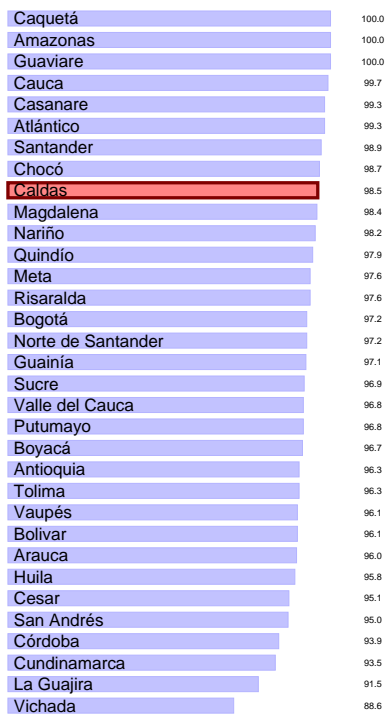 Caquetá 100.0
Amazonas 100.0
Guaviare 100.0
Cauca 99.7
Casanare 99.3
Atlántico 99.3
Santander 98.9
Chocó 98.7
Caldas 98.5
Magdalena 98.4
Nariño 98.2
Quindío 97.9
Meta 97.6
Risaralda 97.6
Bogotá 97.2
Norte de Santander 97.2
Guainía 97.1
Sucre 96.9
Valle del Cauca 96.8
Putumayo 96.8
Boyacá 96.7
Antioquia 96.3
Tolima 96.3
Vaupés 96.1
Bolivar 96.1
Arauca 96.0
Huila 95.8
Cesar 95.1
San Andrés 95.0
Córdoba 93.9
Cundinamarca 93.5
La Guajira 91.5
Vichada 88.6